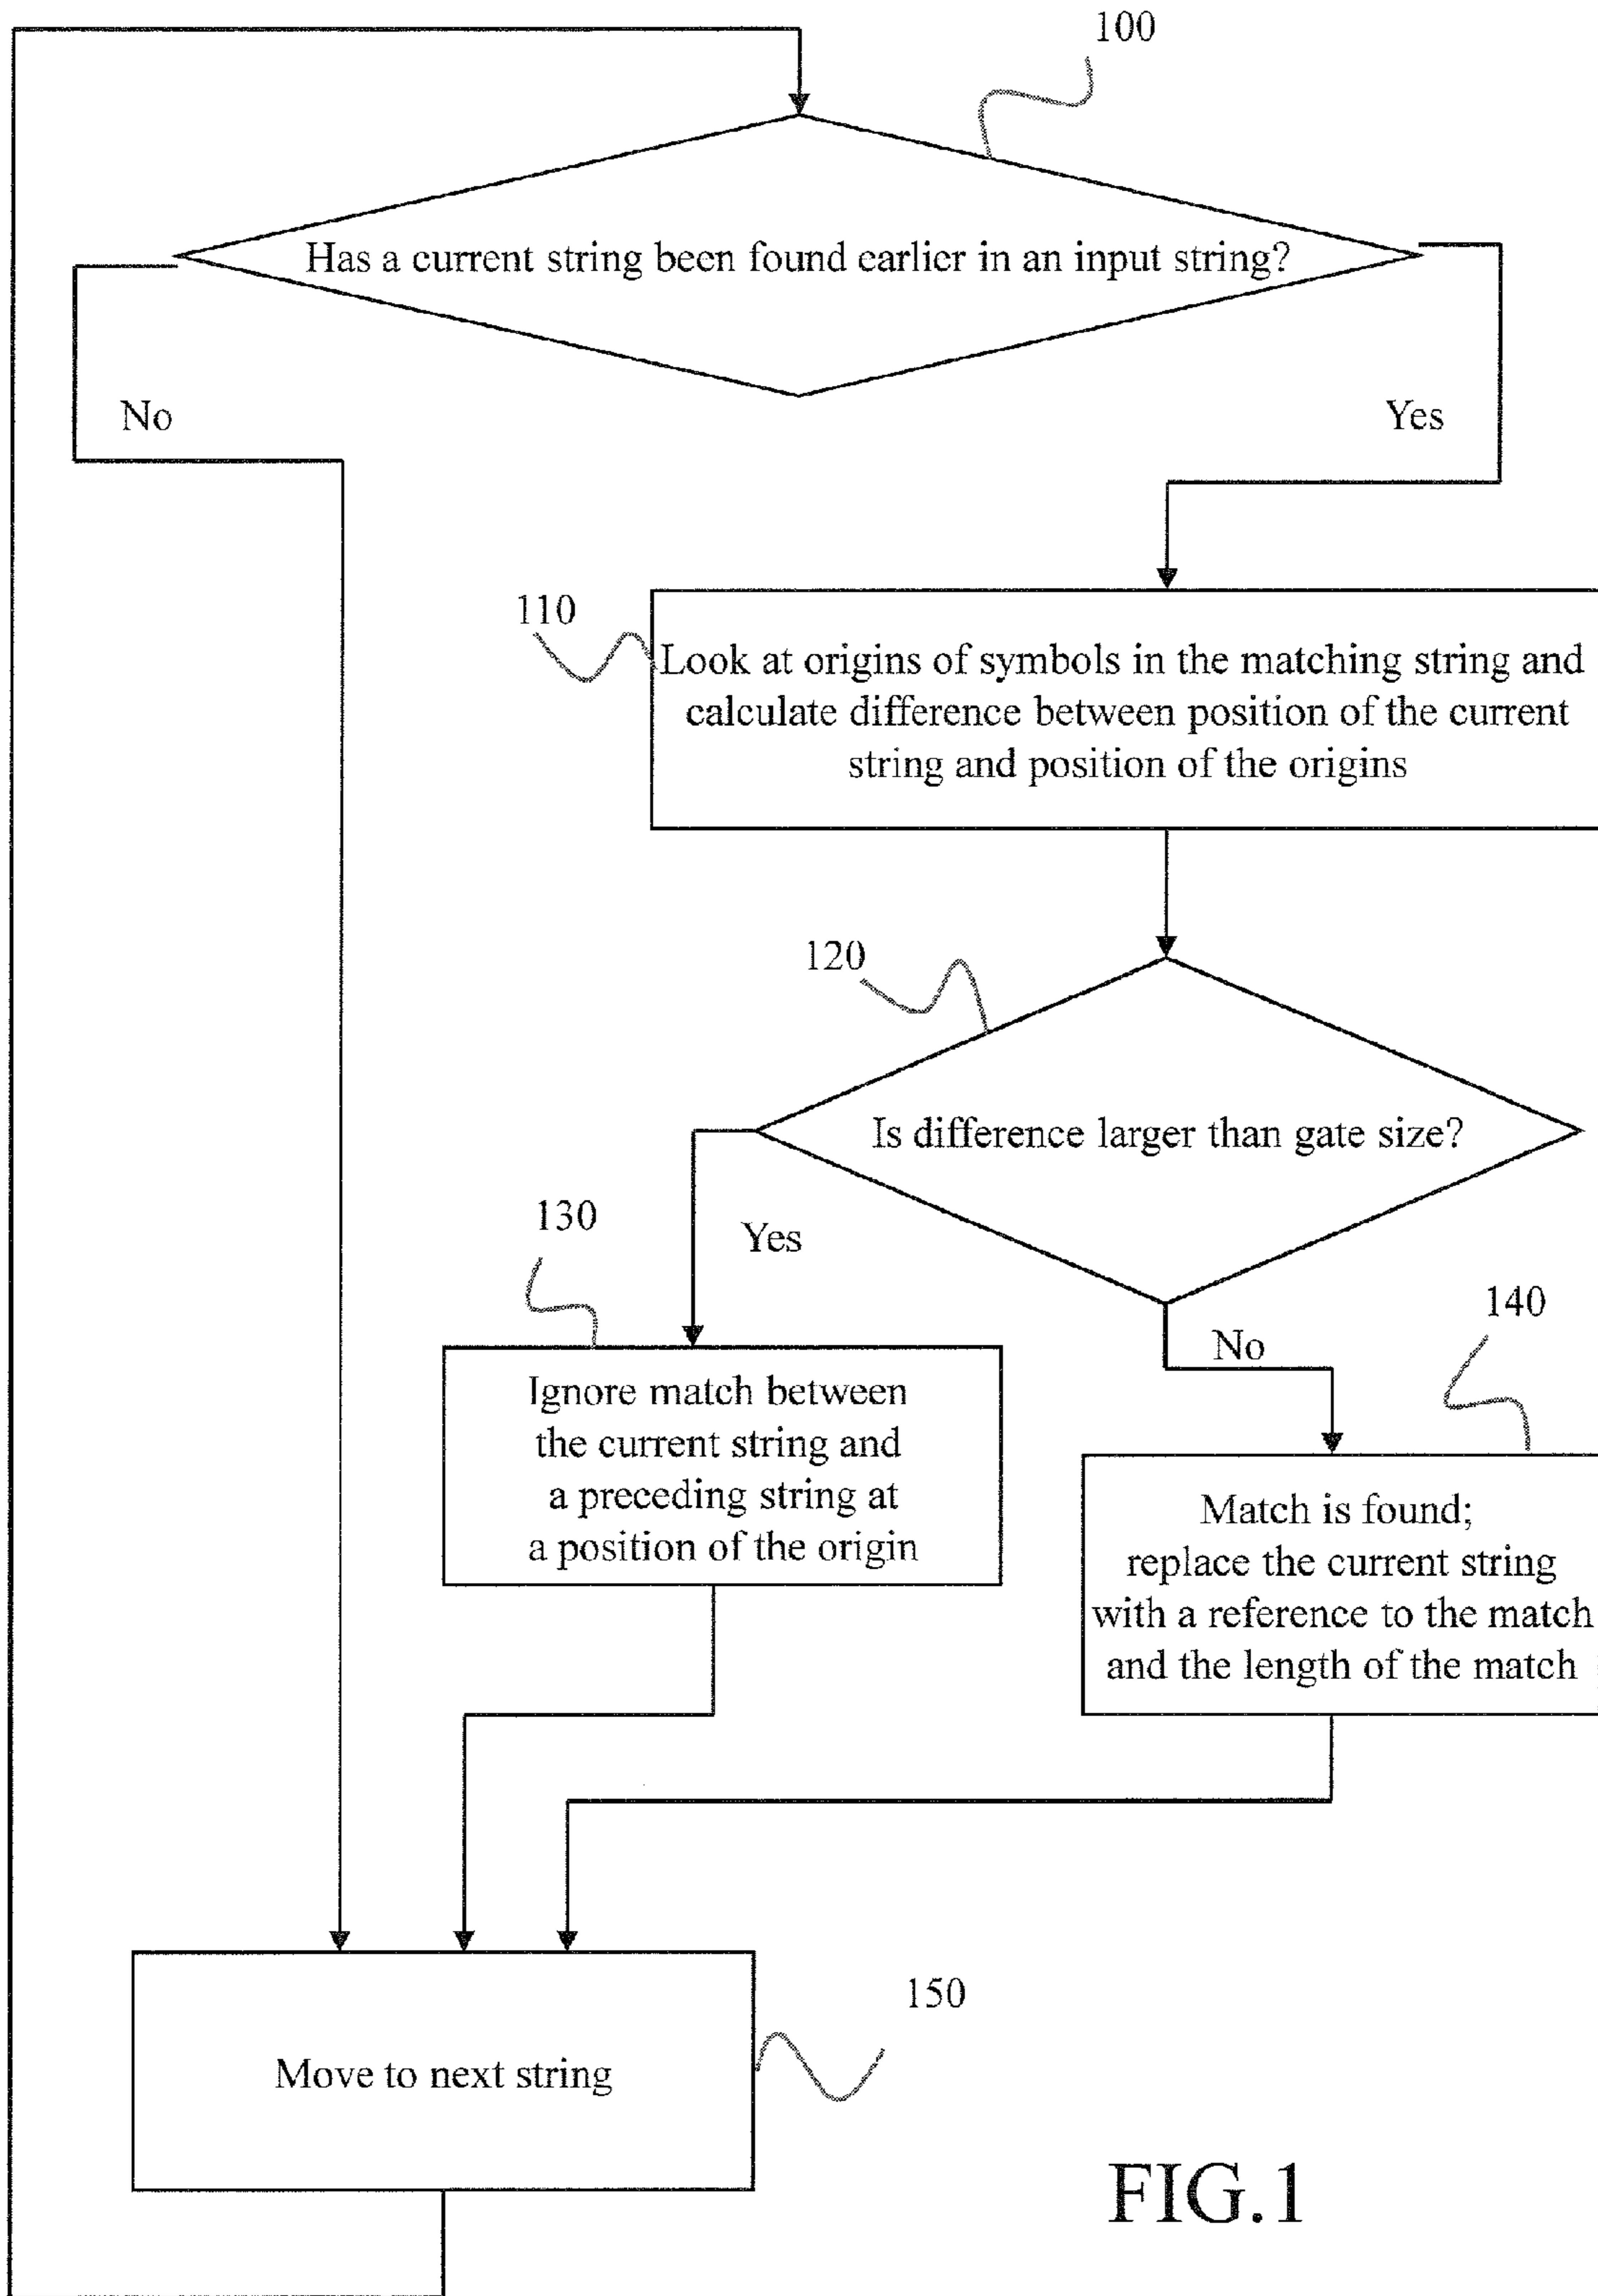 100
Has a current string been found earlier in an input string?
No
Yes
110
Look at origins of symbols in the matching string and
calculate difference between position of the current
string and position of the origins
120
Is difference larger than gate size?
130
Yes
140
No
Ignore match between
the current string and
a preceding string at
a position of the origin
Match is found;
replace the current string
with a reference to the match
and the length of the match
150
Move to next string
FIG.1